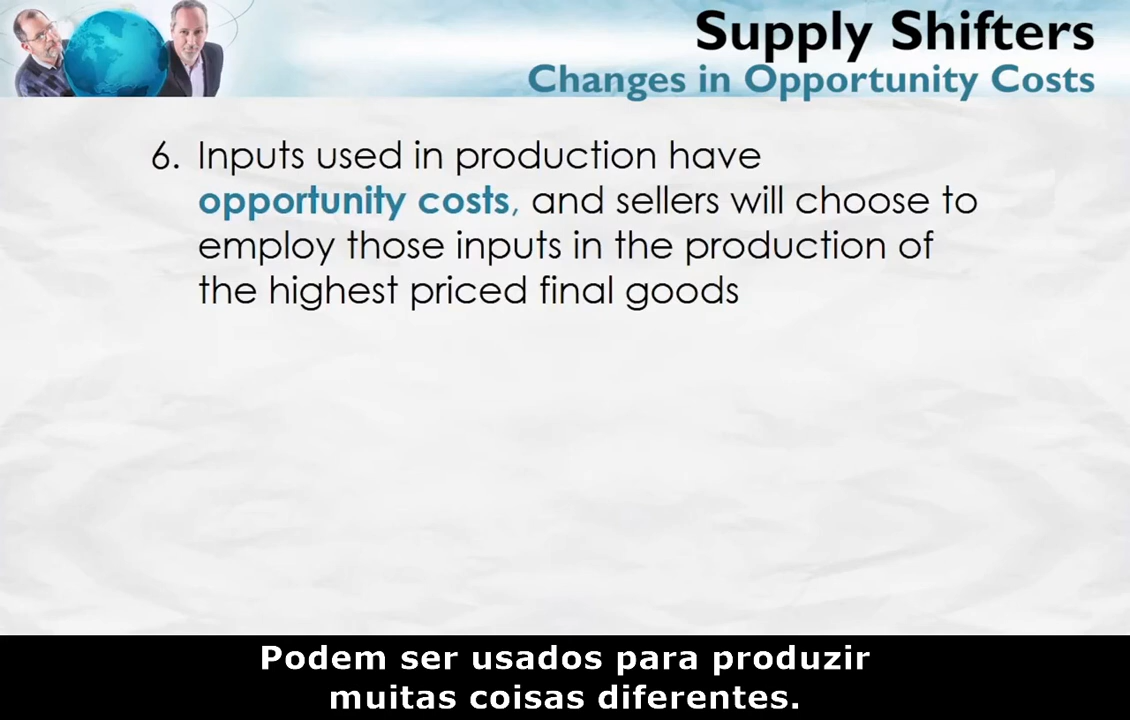 Supply Shifters
Changes in Opportunity Costs
6. Inputs used in production have
opportunity costs, and sellers will choose to
employ those inputs in the production of
the highest priced final goods
Podem ser usados para produzir
muitas coisas diferentes.